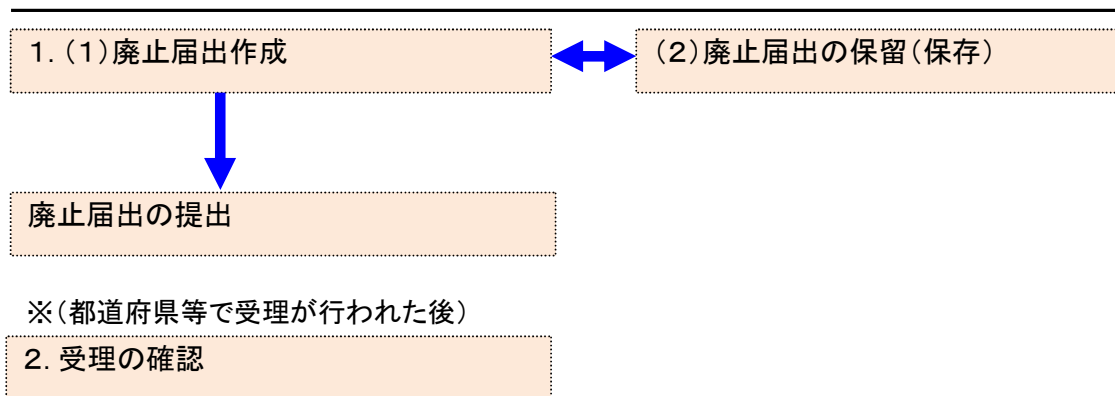 1.(1)廃止届出作成
(2)廃止届出の保留(保存)
廃止届出の提出
※(都道府県等で受理が行われた後)
2.受理の確認